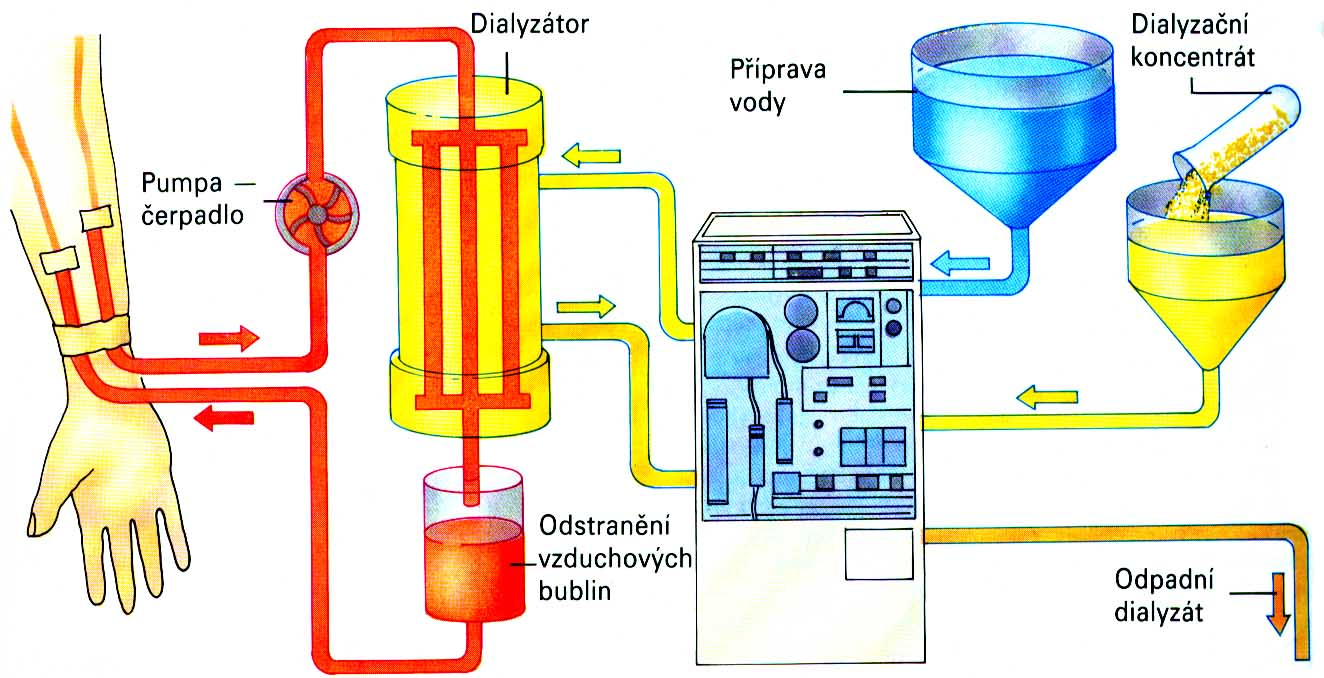 Dialyzátor
Příprava
vody
Dialyzační
koncentrát
Pumpa –
čerpadlo
Odstranění
vzduchových
bublin
Odpadní
dialyzát